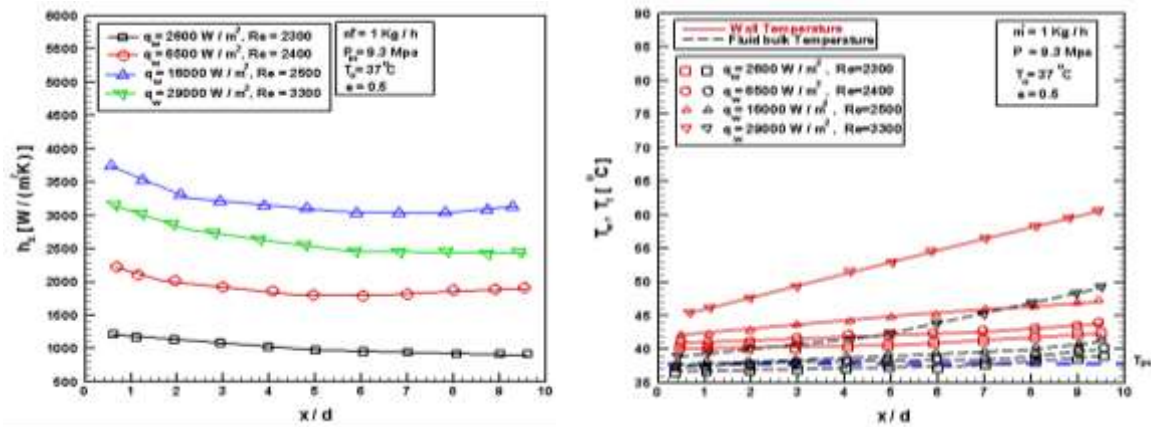 6000
5500
5000
4500
4000
3500
3000
2500
2000
1500
1000
500
0 1 2 3 4 5 6 7 8 9 10
h_x [W / (m²K)]
x / d
q_w = 2600 W / m², Re = 2300
q_w = 6500 W / m², Re = 2400
q_w = 16000 W / m², Re = 2500
q_w = 29000 W / m², Re = 3300
= 1 Kg / h
= 9.3 Mpa
= 37 °C
= 0.5
90
85
80
75
70
65
60
55
50
45
40
35
0 1 2 3 4 5 6 7 8 9 10
[°C]
x / d
Wall Temperature
Fluid bulk Temperature
q_w = 2600 W / m², Re=2300
q_w = 6500 W / m², Re=2400
q_w = 16000 W / m², Re=2500
q_w = 29000 W / m², Re=3300
= 1 Kg / h
P = 9.3 Mpa
= 37 °C
= 0.5